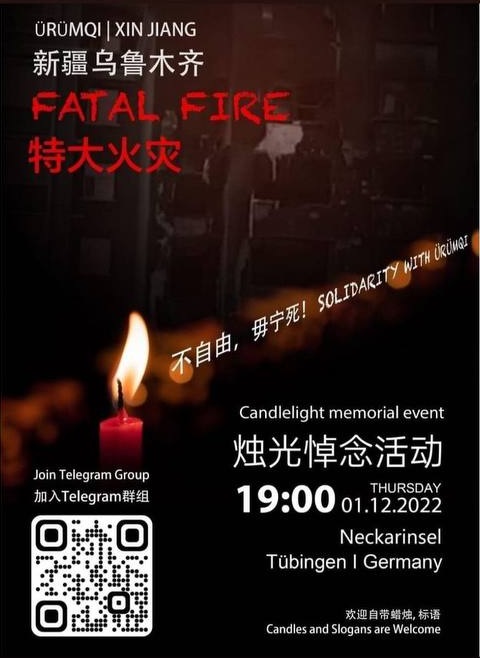 ÜRÜMQI | XIN JIANG
新疆乌鲁木齐
FATAL FIRE
特大火灾
不自由，毋宁死！ SOLIDARITY WITH ÜRÜMQI
Candlelight memorial event
烛光悼念活动
19:00 THURSDAY
01.12.2022
Neckarinsel
Tübingen I Germany
Join Telegram Group
加入Telegram群组
欢迎自带蜡烛, 标语
Candles and Slogans are Welcome